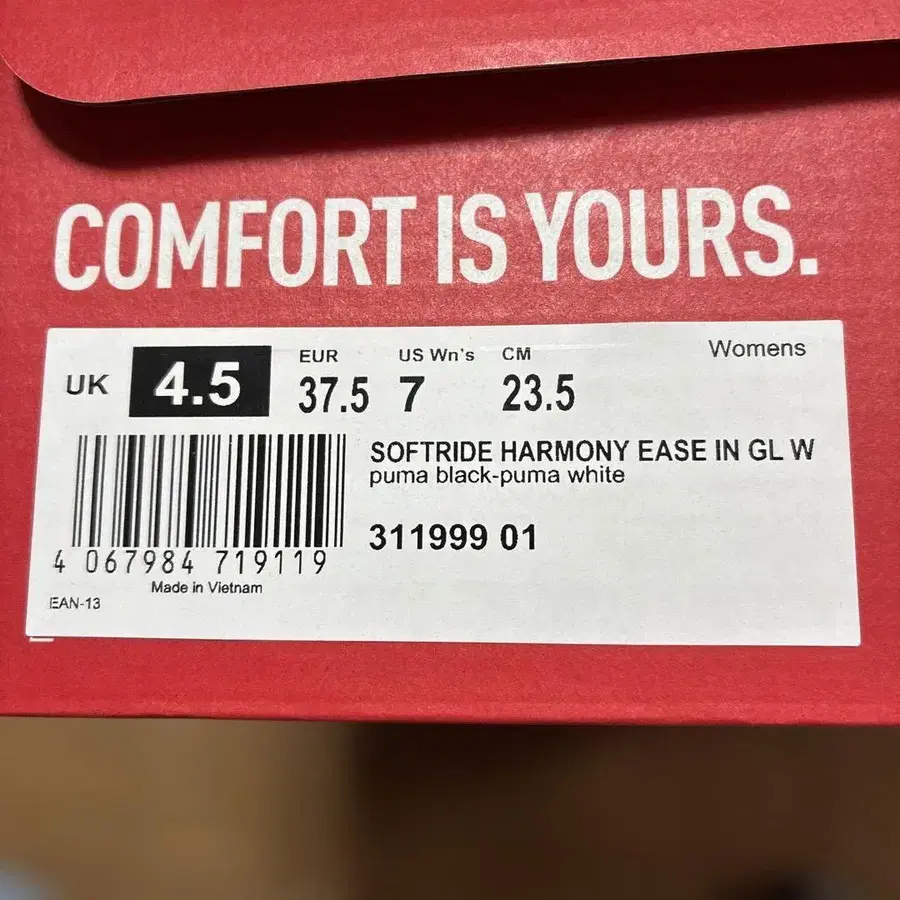 COMFORT IS YOURS.
Womens
UK 4.5
EUR 37.5
US Wn's 7
CM 23.5
SOFTRIDE HARMONY EASE IN GL W
puma black-puma white
311999 01
4 067984 719119
Made in Vietnam
EAN-13